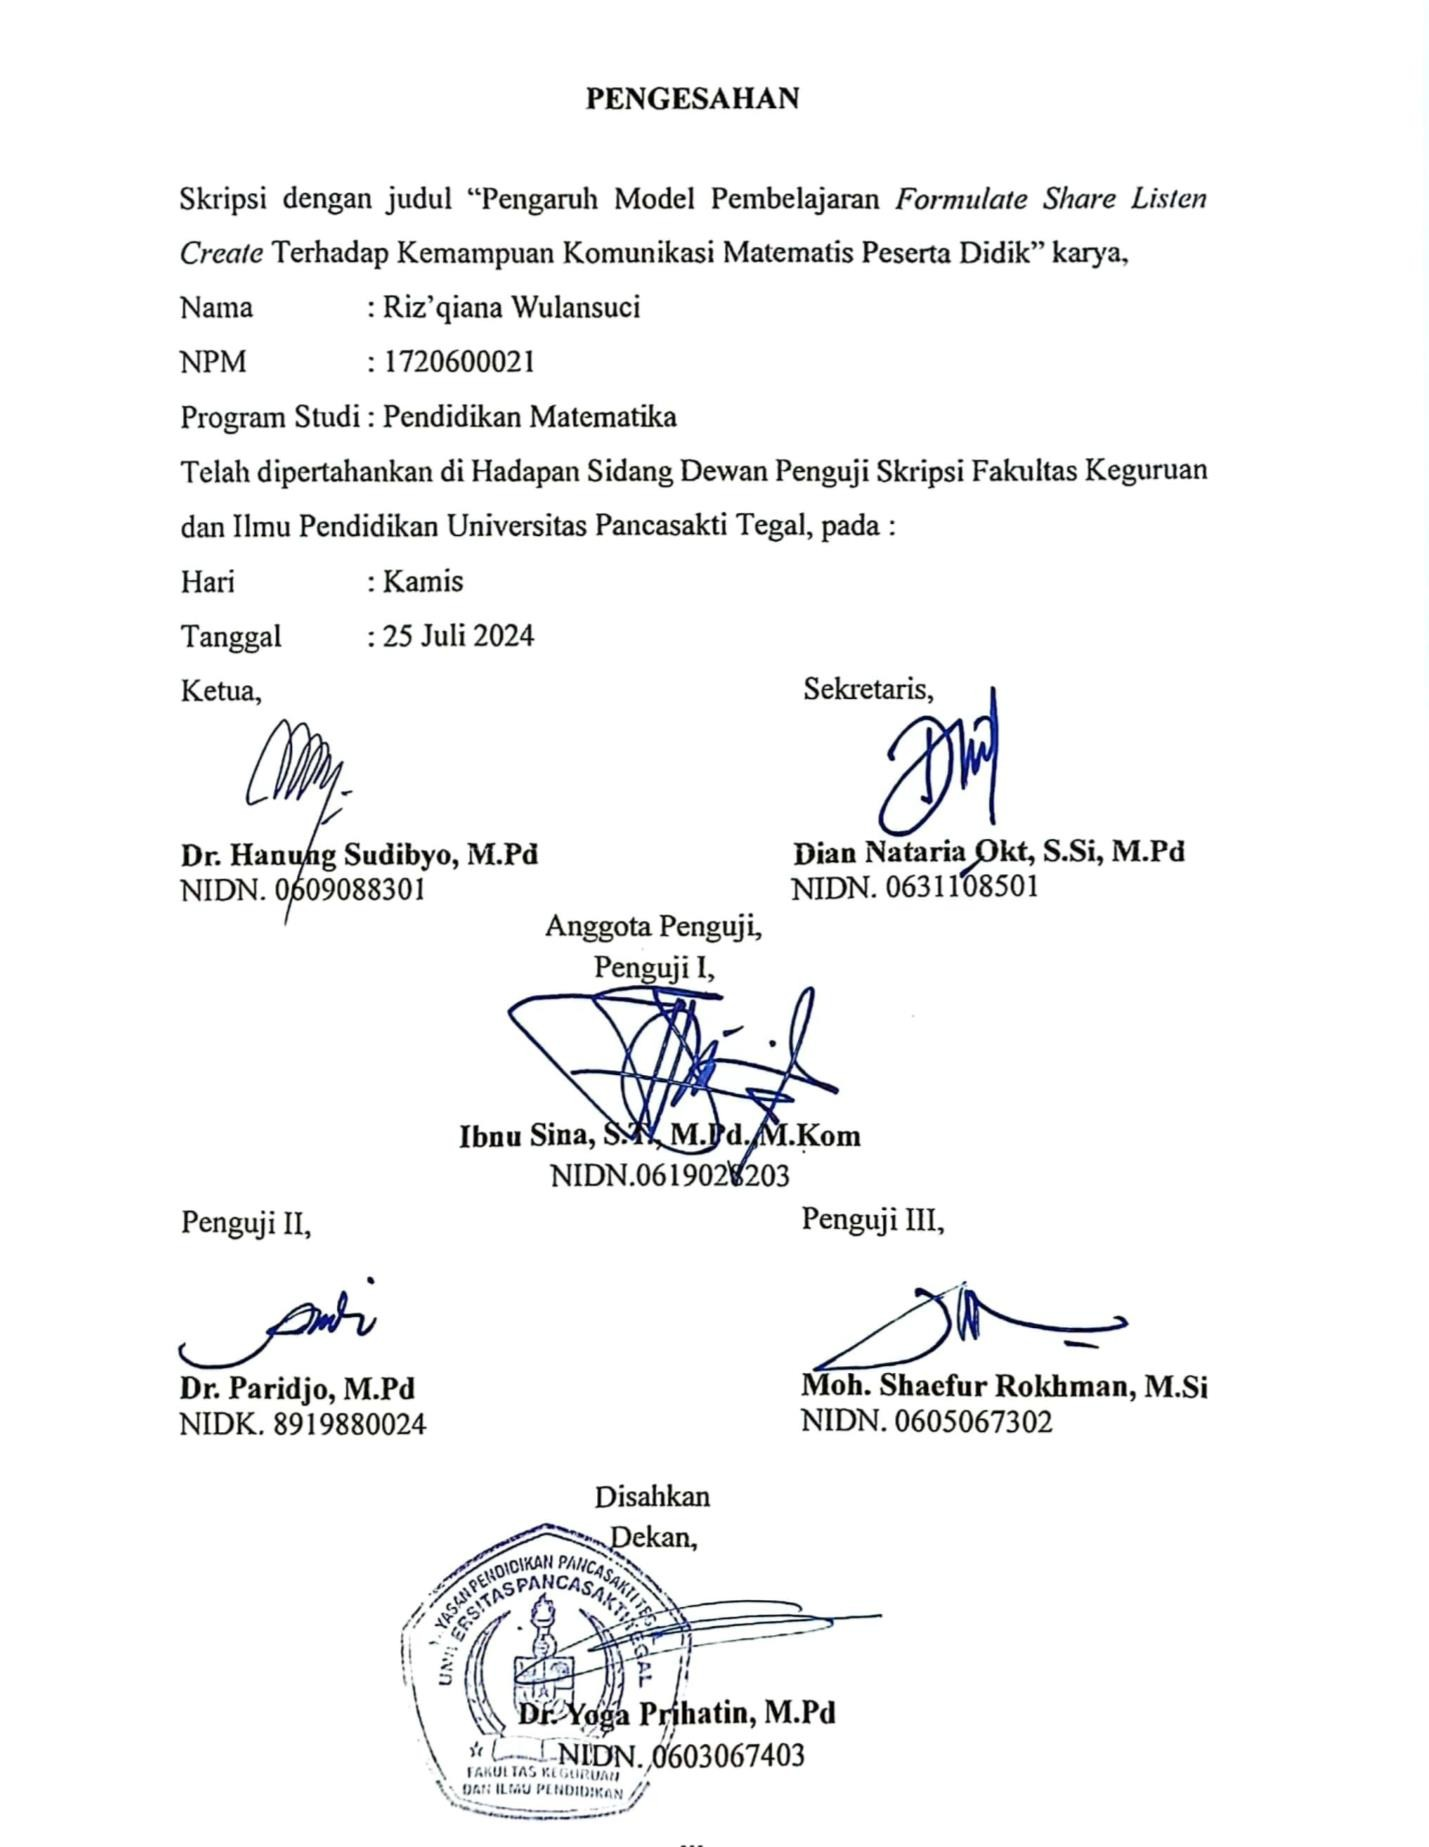 PENGESAHAN
Skripsi dengan judul “Pengaruh Model Pembelajaran Formulate Share Listen
Create Terhadap Kemampuan Komunikasi Matematis Peserta Didik” karya,
Nama : Riz’qiana Wulansuci
NPM : 1720600021
Program Studi : Pendidikan Matematika
Telah dipertahankan di Hadapan Sidang Dewan Penguji Skripsi Fakultas Keguruan
dan Ilmu Pendidikan Universitas Pancasakti Tegal, pada :
Hari : Kamis
Tanggal : 25 Juli 2024
Ketua, Sekretaris,
Dr. Hanung Sudibyo, M.Pd Dian Nataria Okt, S.Si, M.Pd
NIDN. 0609088301 NIDN. 0631108501
Anggota Penguji,
Penguji I,
Ibnu Sina, S.T., M.Pd., M.Kom
NIDN.0619028203
Penguji II, Penguji III,
Dr. Paridjo, M.Pd Moh. Shaefur Rokhman, M.Si
NIDK. 8919880024 NIDN. 0605067302
Disahkan
Dekan,
YASAN PENDIDIKAN PANCASAKTI TEGAL
UNIVERSITAS PANCASAKTI TEGAL
Dr. Yoga Prihatin, M.Pd
NIDN. 0603067403
FAKULTAS KEGURUAN
DAN ILMU PENDIDIKAN